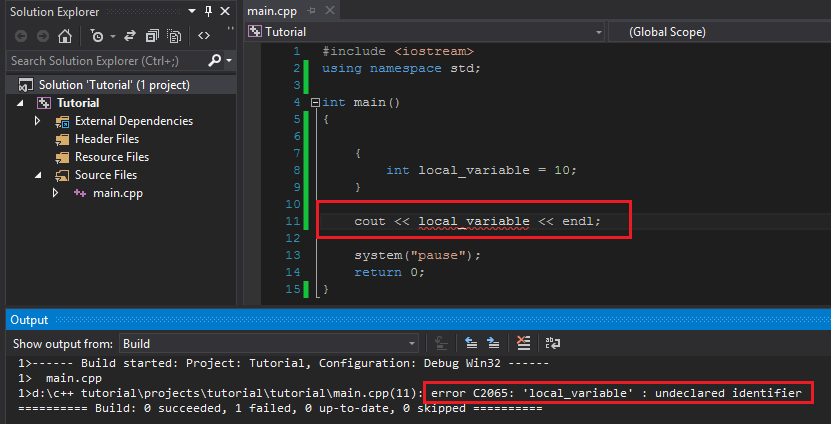 Solution Explorer
Search Solution Explorer (Ctrl+;)
Solution 'Tutorial' (1 project)
Tutorial
External Dependencies
Header Files
Resource Files
Source Files
main.cpp
main.cpp
Tutorial
(Global Scope)
1 #include <iostream>
2 using namespace std;
3
4 int main()
5 {
6
7 {
8 int local_variable = 10;
9 }
10
11 cout << local_variable << endl;
12
13 system("pause");
14 return 0;
15 }
Output
Show output from: Build
1>------ Build started: Project: Tutorial, Configuration: Debug Win32 ------
1> main.cpp
1>d:\c++ tutorial\projects\tutorial\tutorial\main.cpp(11): error C2065: 'local_variable' : undeclared identifier
========== Build: 0 succeeded, 1 failed, 0 up-to-date, 0 skipped ==========